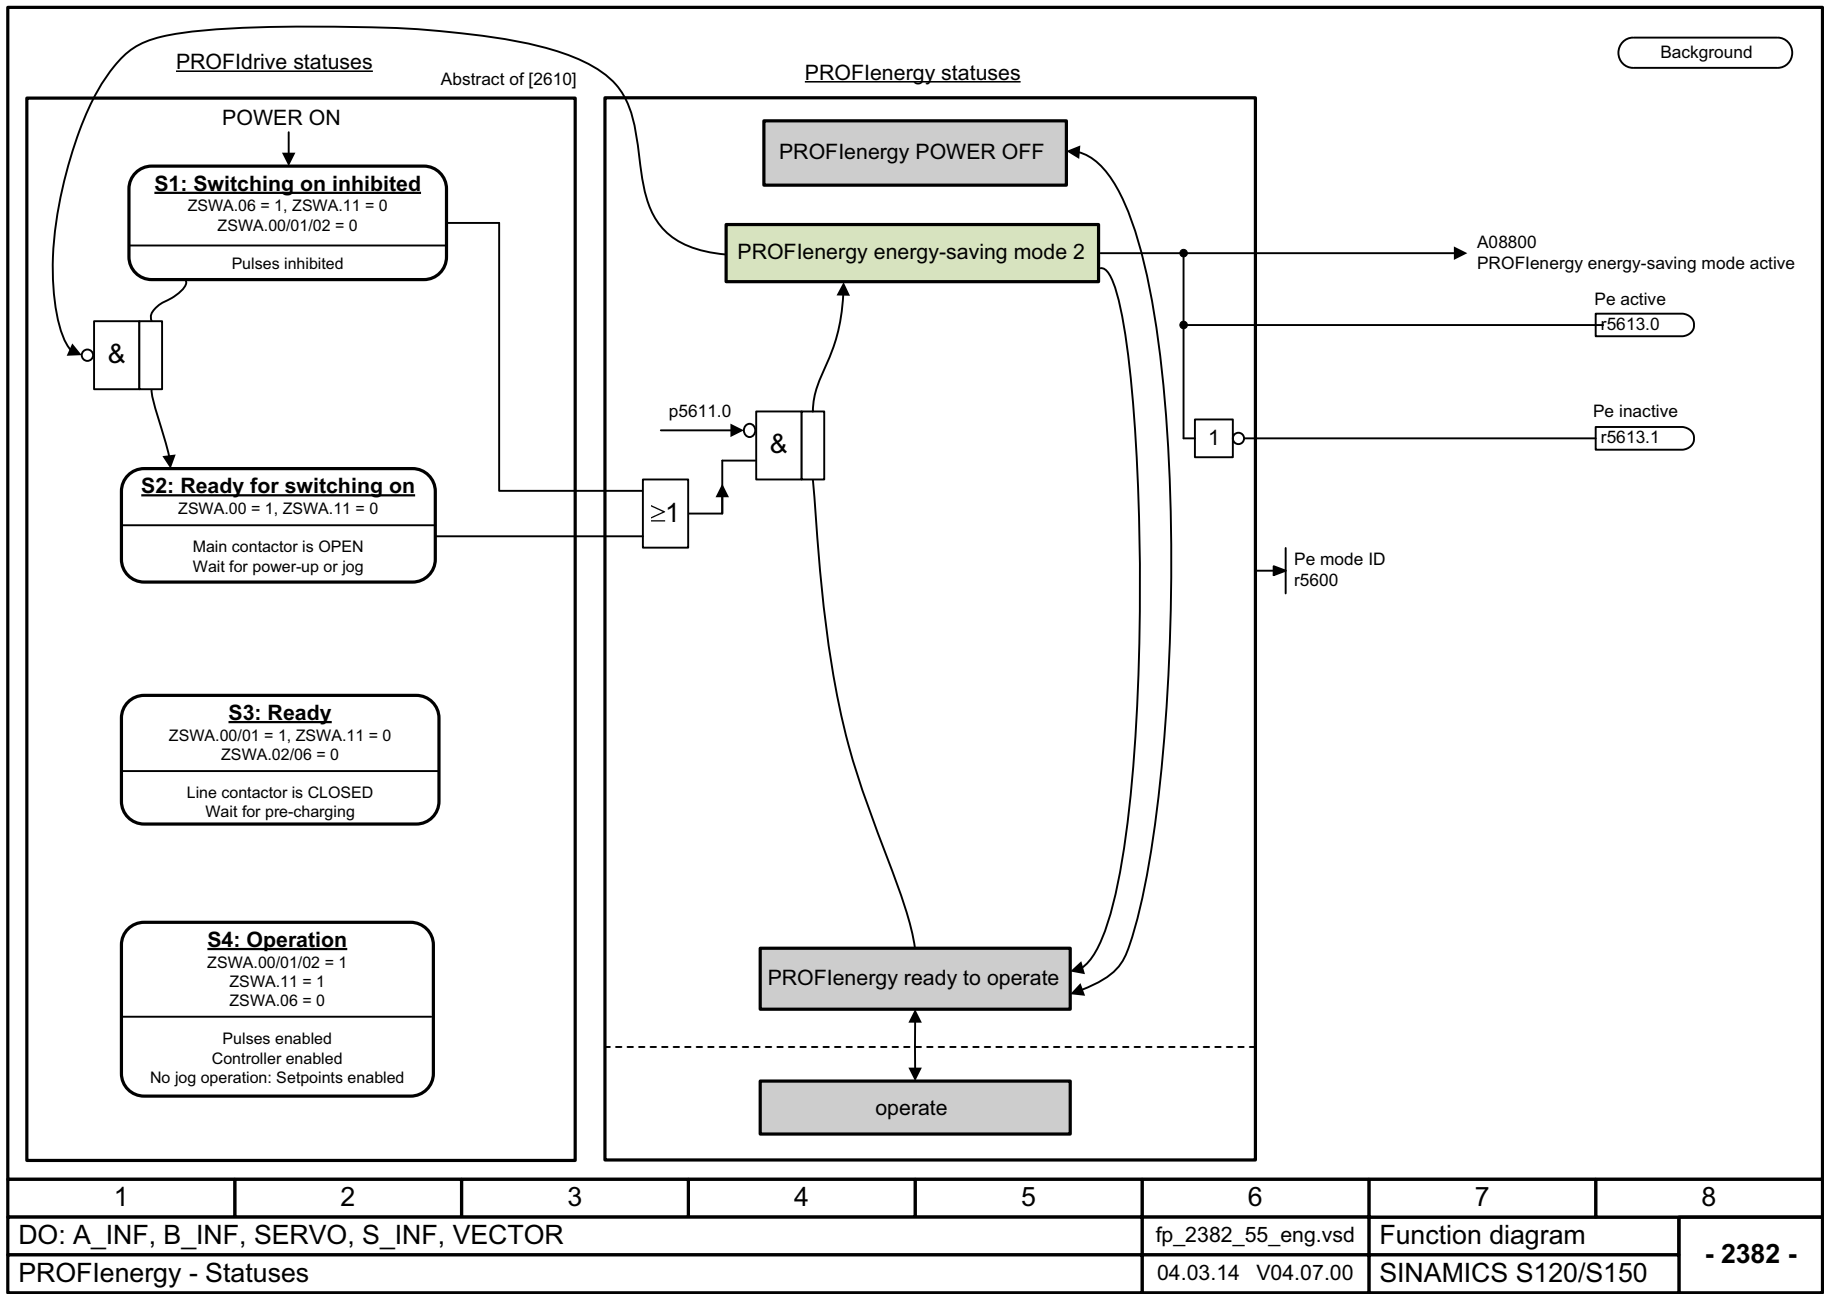 PROFIdrive statuses
Abstract of [2610]
PROFIenergy statuses
Background
POWER ON
S1: Switching on inhibited
ZSWA.06 = 1, ZSWA.11 = 0
ZSWA.00/01/02 = 0
Pulses inhibited
&
S2: Ready for switching on
ZSWA.00 = 1, ZSWA.11 = 0
Main contactor is OPEN
Wait for power-up or jog
S3: Ready
ZSWA.00/01 = 1, ZSWA.11 = 0
ZSWA.02/06 = 0
Line contactor is CLOSED
Wait for pre-charging
S4: Operation
ZSWA.00/01/02 = 1
ZSWA.11 = 1
ZSWA.06 = 0
Pulses enabled
Controller enabled
No jog operation: Setpoints enabled
PROFIenergy POWER OFF
PROFIenergy energy-saving mode 2
p5611.0
&
≥1
PROFIenergy ready to operate
operate
A08800
PROFIenergy energy-saving mode active
Pe active
r5613.0
Pe inactive
1
r5613.1
Pe mode ID
r5600
1 2 3 4 5 6 7 8
DO: A_INF, B_INF, SERVO, S_INF, VECTOR
fp_2382_55_eng.vsd
Function diagram
- 2382 -
PROFIenergy - Statuses
04.03.14 V04.07.00
SINAMICS S120/S150